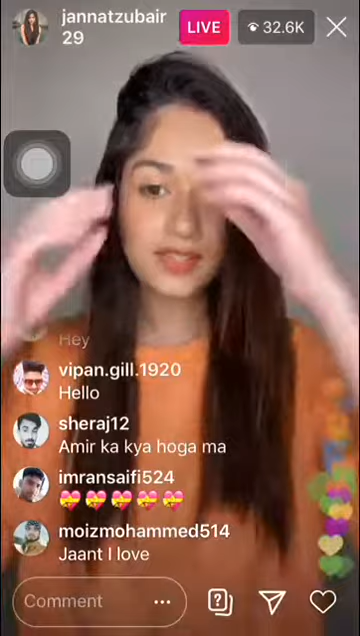 jannatzubair
29
LIVE
32.6K
Hey
vipan.gill.1920
Hello
sheraj12
Amir ka kya hoga ma
imransaifi524
💝💝💝💝💝
moizmohammed514
Jaant I love
Comment